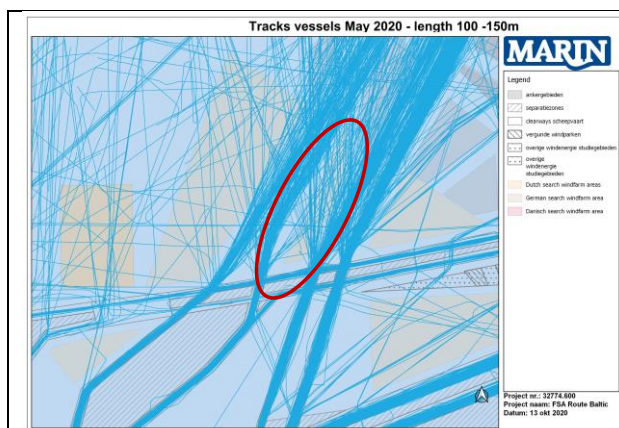 Tracks vessels May 2020 - length 100 -150m
MARIN
Legend
ankergebieden
separatiezones
clearways scheepvaart
vergunde windparken
overige windenergie studiegebieden
overige
windenergie
studiegebieden
Dutch search windfarm areas
German search windfarm area
Danisch search windfarm area
Project nr.: 32774.600
Project naam: FSA Route Baltic
Datum: 13 okt 2020